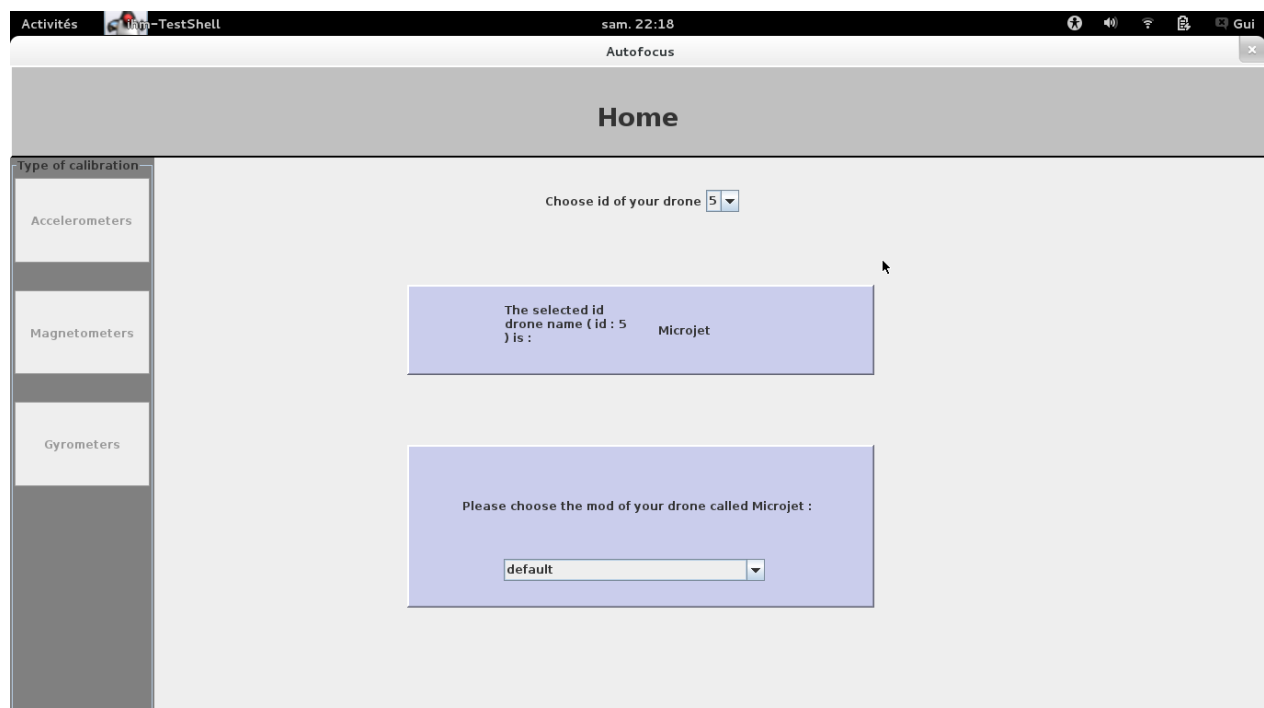 Activités ihm-TestShell sam. 22:18 Gui
Autofocus
Home
Type of calibration
Accelerometers
Magnetometers
Gyrometers
Choose id of your drone 5
The selected id
drone name ( id : 5
) is :
Microjet
Please choose the mod of your drone called Microjet :
default